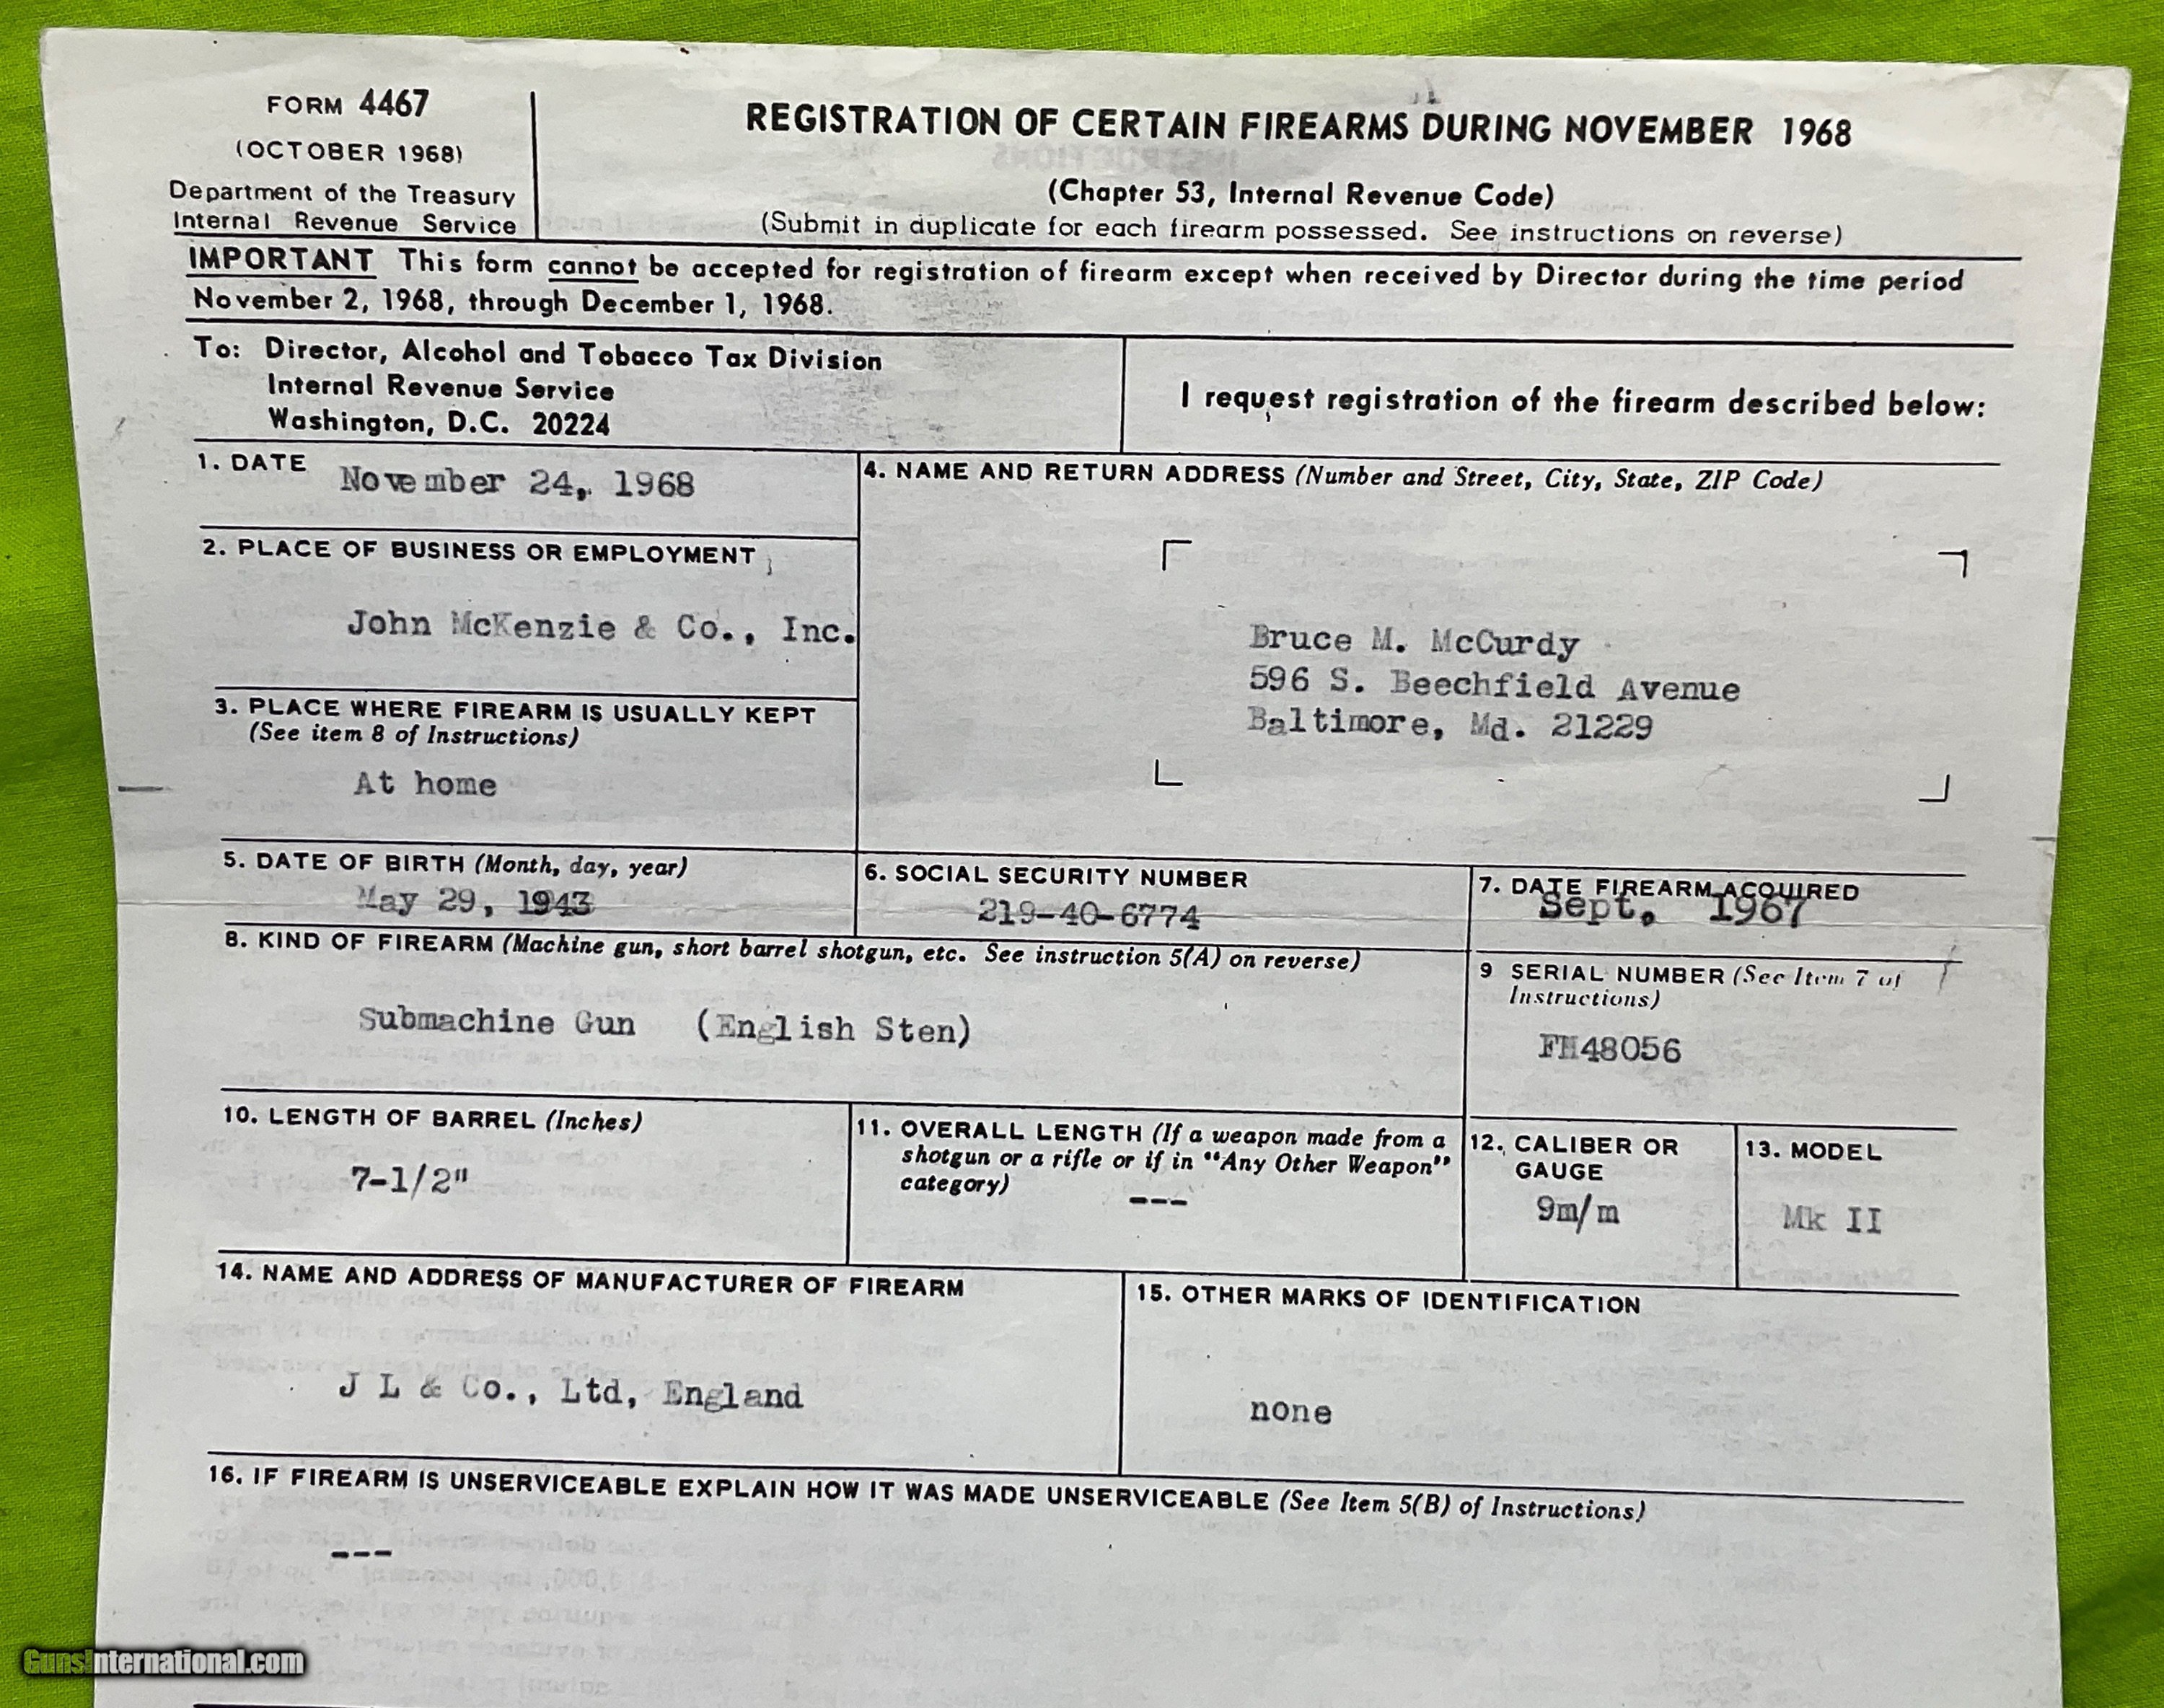 FORM 4467
(OCTOBER 1968)
Department of the Treasury
Internal Revenue Service
REGISTRATION OF CERTAIN FIREARMS DURING NOVEMBER 1968
(Chapter 53, Internal Revenue Code)
(Submit in duplicate for each firearm possessed. See instructions on reverse)
IMPORTANT This form cannot be accepted for registration of firearm except when received by Director during the time period
November 2, 1968, through December 1, 1968.
To: Director, Alcohol and Tobacco Tax Division
Internal Revenue Service
Washington, D.C. 20224
I request registration of the firearm described below:
1. DATE
November 24, 1968
2. PLACE OF BUSINESS OR EMPLOYMENT
John McKenzie & Co., Inc.
3. PLACE WHERE FIREARM IS USUALLY KEPT
(See item 8 of Instructions)
At home
4. NAME AND RETURN ADDRESS (Number and Street, City, State, ZIP Code)
Bruce M. McCurdy
596 S. Beechfield Avenue
Baltimore, Md. 21229
5. DATE OF BIRTH (Month, day, year)
May 29, 1943
6. SOCIAL SECURITY NUMBER
219-40-6774
7. DATE FIREARM ACQUIRED
Sept, 1967
8. KIND OF FIREARM (Machine gun, short barrel shotgun, etc. See instruction 5(A) on reverse)
Submachine Gun (English Sten)
9 SERIAL NUMBER (See Item 7 of
Instructions)
FH48056
10. LENGTH OF BARREL (Inches)
7-1/2"
11. OVERALL LENGTH (If a weapon made from a
shotgun or a rifle or if in "Any Other Weapon"
category)
---
12. CALIBER OR
GAUGE
9m/m
13. MODEL
Mk II
14. NAME AND ADDRESS OF MANUFACTURER OF FIREARM
J L & Co., Ltd, England
15. OTHER MARKS OF IDENTIFICATION
none
16. IF FIREARM IS UNSERVICEABLE EXPLAIN HOW IT WAS MADE UNSERVICEABLE (See Item 5(B) of Instructions)
---
GunsInternational.com